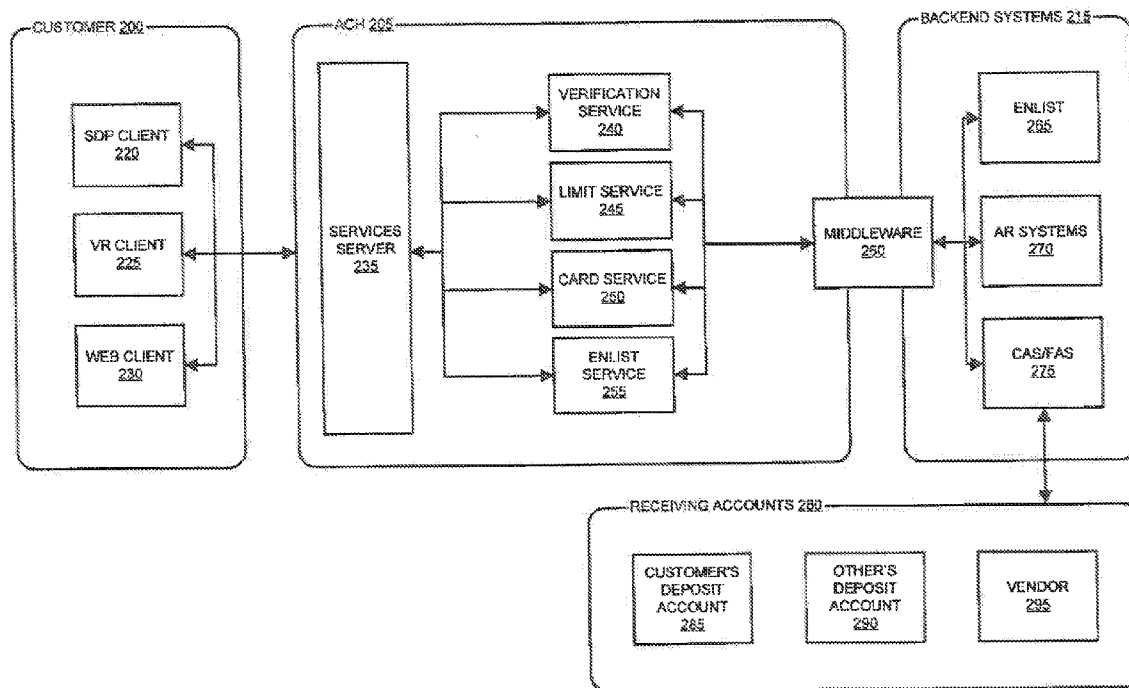 CUSTOMER 200
SDP CLIENT
220
VR CLIENT
225
WEB CLIENT
230
ACH 205
SERVICES
SERVER
235
VERIFICATION
SERVICE
240
LIMIT SERVICE
245
CARD SERVICE
250
ENLIST
SERVICE
255
MIDDLEWARE
260
BACKEND SYSTEMS 215
ENLIST
265
AR SYSTEMS
270
CAS/FAS
275
RECEIVING ACCOUNTS 280
CUSTOMER'S
DEPOSIT
ACCOUNT
285
OTHER'S
DEPOSIT
ACCOUNT
290
VENDOR
295